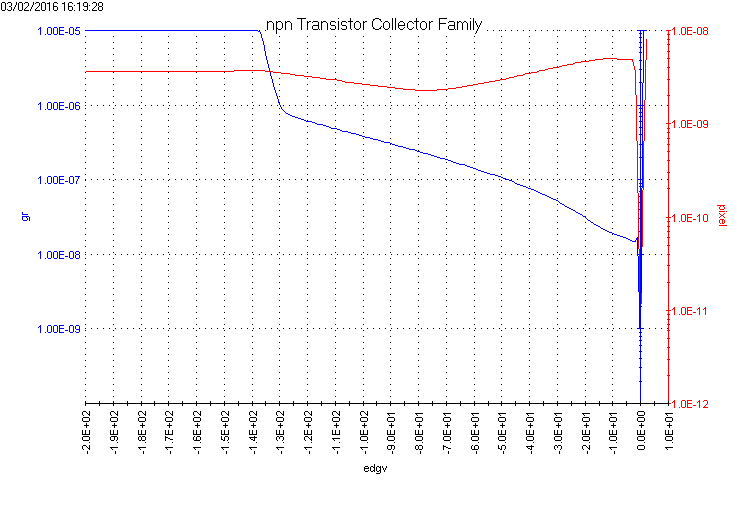 03/02/2016 16:19:28
npn Transistor Collector Family
1.00E-05
1.00E-06
1.00E-07
1.00E-08
1.00E-09
gr
1.0E-08
1.0E-09
1.0E-10
1.0E-11
1.0E-12
pixel
-2.0E+02
-1.9E+02
-1.8E+02
-1.7E+02
-1.6E+02
-1.5E+02
-1.4E+02
-1.3E+02
-1.2E+02
-1.1E+02
-1.0E+02
-9.0E+01
-8.0E+01
-7.0E+01
-6.0E+01
-5.0E+01
-4.0E+01
-3.0E+01
-2.0E+01
-1.0E+01
0.0E+00
1.0E+01
edgv